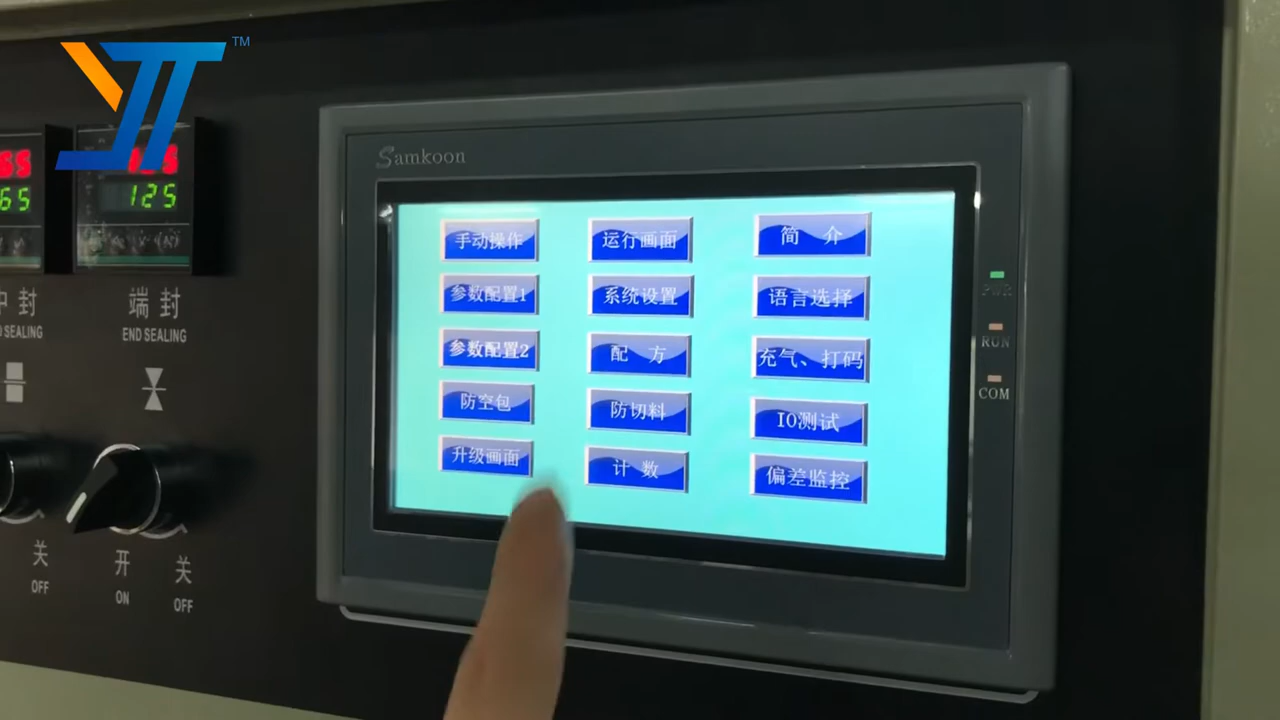 TM
Samkoon
手动操作 运行画面 简 介
参数配置1 系统设置 语言选择
参数配置2 配 方 充气、打码
防空包 防切料 IO测试
升级画面 计 数 偏差监控
PWR
RUN
COM
65
65 125
中封 端封
SEALING END SEALING
关 开 关
OFF ON OFF